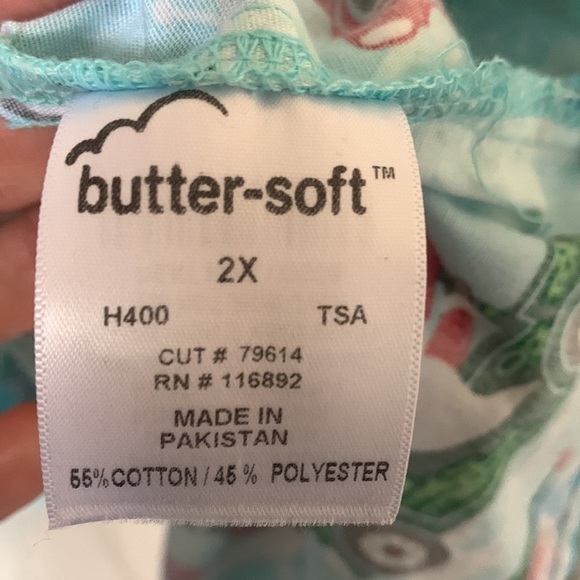 butter-soft™
2X
H400 TSA
CUT # 79614
RN # 116892
MADE IN
PAKISTAN
55% COTTON / 45 % POLYESTER